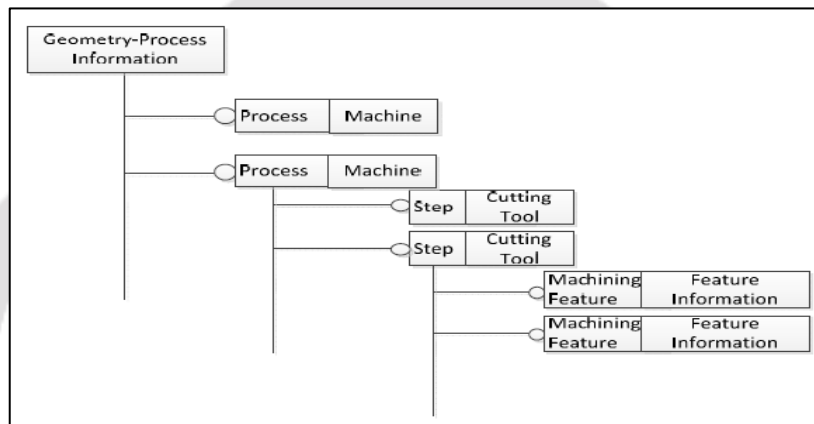 Geometry-Process
Information
Process Machine
Process Machine
Step Cutting Tool
Step Cutting Tool
Machining Feature Feature Information
Machining Feature Feature Information